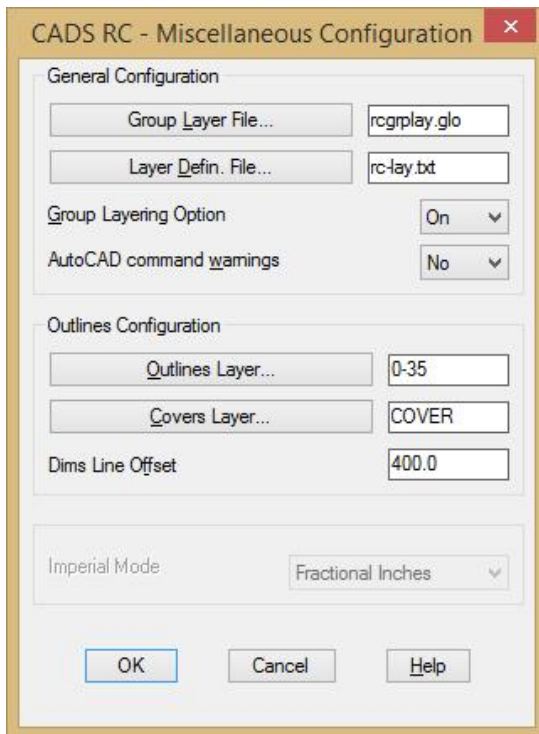 CADS RC - Miscellaneous Configuration
General Configuration
Group Layer File... rcgrplay.glo
Layer Defin. File... rc-lay.txt
Group Layering Option On
AutoCAD command warnings No
Outlines Configuration
Outlines Layer... 0-35
Covers Layer... COVER
Dims Line Offset 400.0
Imperial Mode Fractional Inches
OK Cancel Help